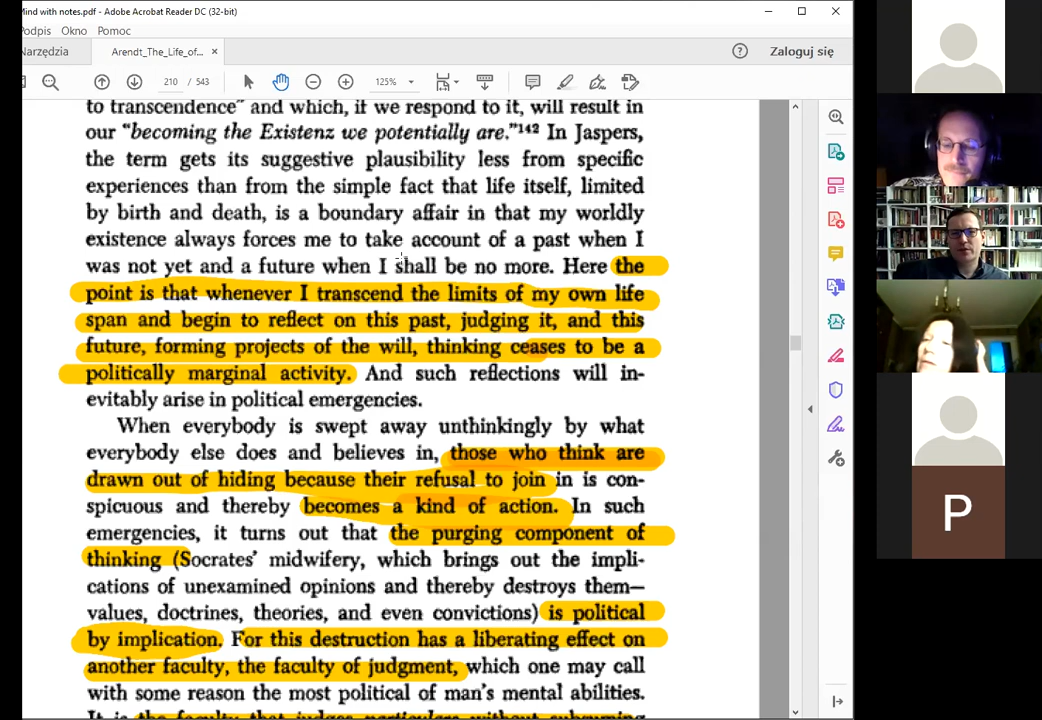 Mind with notes.pdf - Adobe Acrobat Reader DC (32-bit)
Podpis Okno Pomoc
Narzędzia
Arendt_The_Life_of...
Zaloguj się
210 / 543
125%
to transcendence" and which, if we respond to it, will result in
our "becoming the Existenz we potentially are."142 In Jaspers,
the term gets its suggestive plausibility less from specific
experiences than from the simple fact that life itself, limited
by birth and death, is a boundary affair in that my worldly
existence always forces me to take account of a past when I
was not yet and a future when I shall be no more. Here the
point is that whenever I transcend the limits of my own life
span and begin to reflect on this past, judging it, and this
future, forming projects of the will, thinking ceases to be a
politically marginal activity. And such reflections will in-
evitably arise in political emergencies.
When everybody is swept away unthinkingly by what
everybody else does and believes in, those who think are
drawn out of hiding because their refusal to join in is con-
spicuous and thereby becomes a kind of action. In such
emergencies, it turns out that the purging component of
thinking (Socrates' midwifery, which brings out the impli-
cations of unexamined opinions and thereby destroys them—
values, doctrines, theories, and even convictions) is political
by implication. For this destruction has a liberating effect on
another faculty, the faculty of judgment, which one may call
with some reason the most political of man's mental abilities.
It is the faculty that judges particulars without subsuming
P